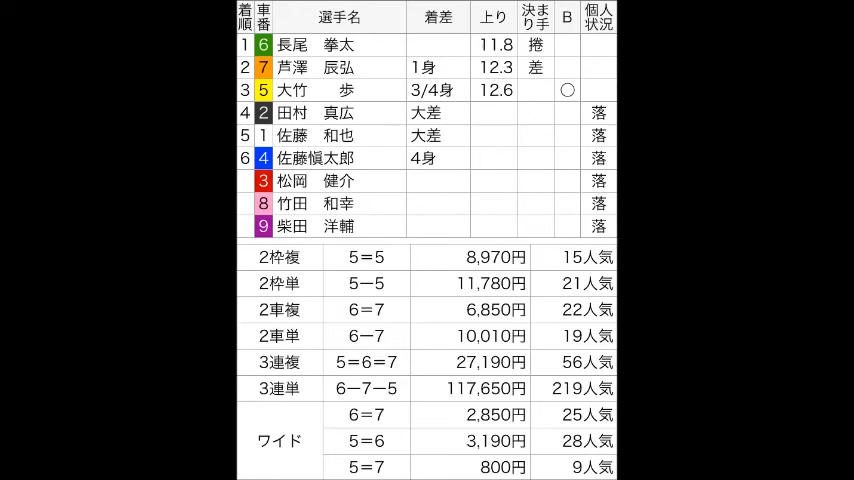 着順 車番 選手名 着差 上り 決まり手 B 個人状況
1 6 長尾 拳太 11.8 捲
2 7 芦澤 辰弘 1身 12.3 差
3 5 大竹 歩 3/4身 12.6 ○
4 2 田村 真広 大差 落
5 1 佐藤 和也 大差 落
6 4 佐藤愼太郎 4身 落
3 松岡 健介 落
8 竹田 和幸 落
9 柴田 洋輔 落
2枠複 5=5 8,970円 15人気
2枠単 5ー5 11,780円 21人気
2車複 6=7 6,850円 22人気
2車単 6ー7 10,010円 19人気
3連複 5=6=7 27,190円 56人気
3連単 6ー7ー5 117,650円 219人気
ワイド 6=7 2,850円 25人気
5=6 3,190円 28人気
5=7 800円 9人気